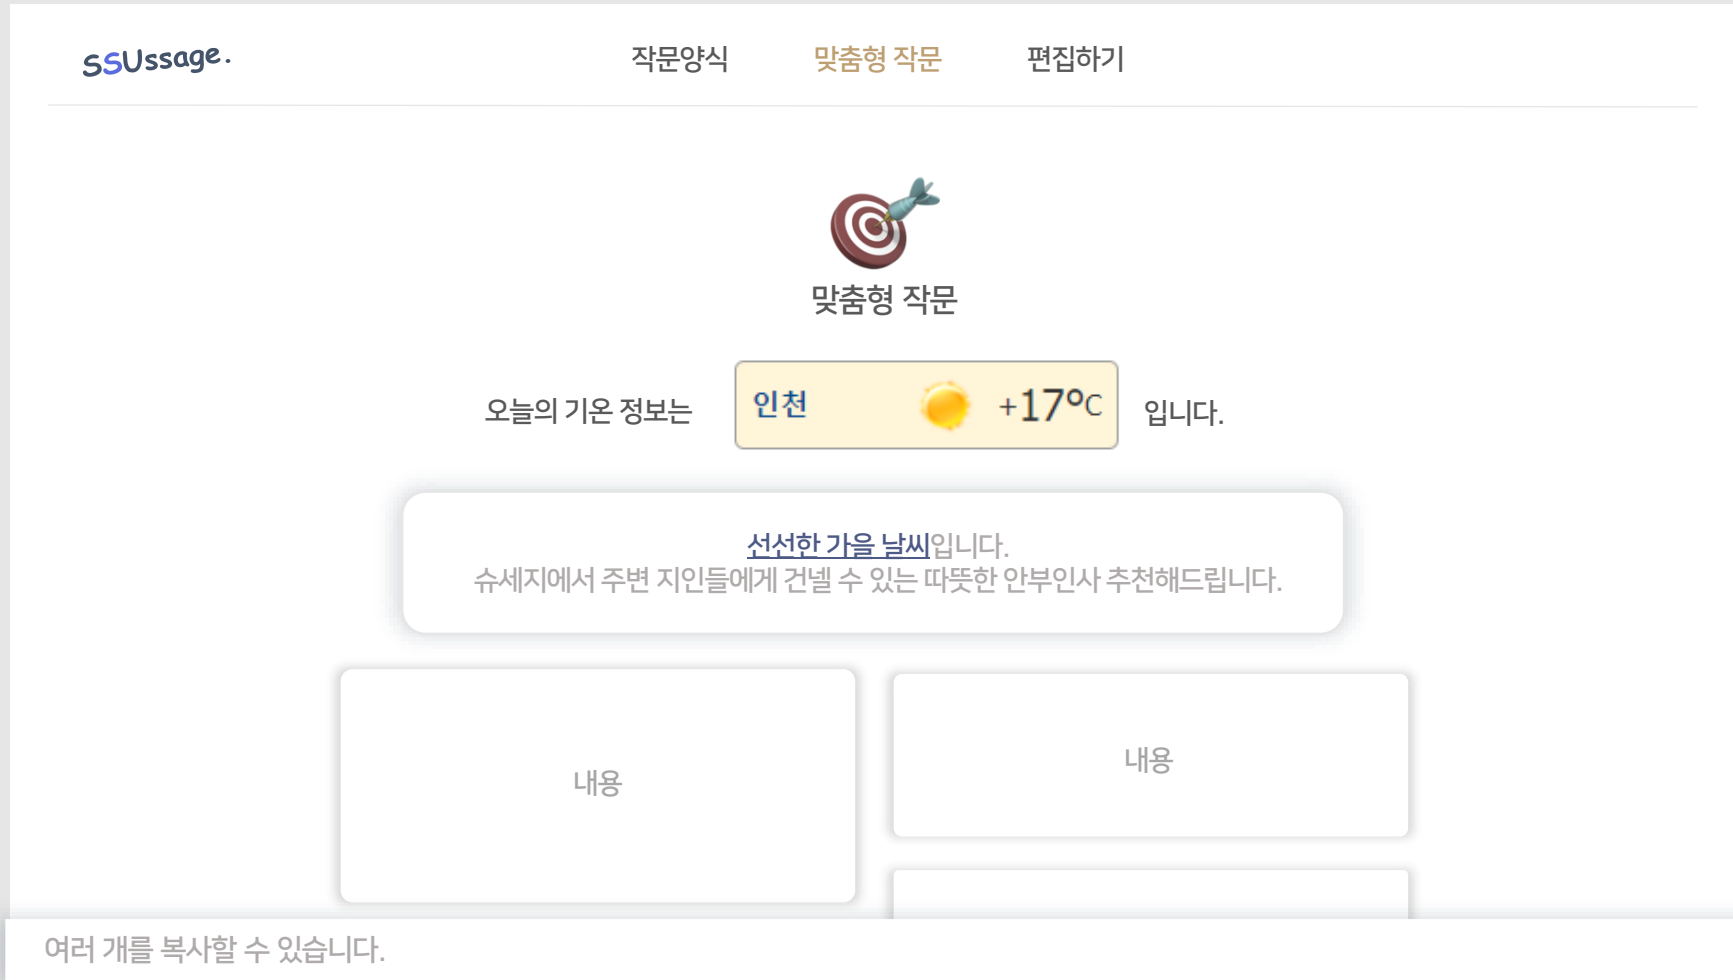 SSUssage.
작문양식 맞춤형 작문 편집하기
맞춤형 작문
오늘의 기온 정보는 인천 +17°C 입니다.
선선한 가을 날씨입니다.
슈세지에서 주변 지인들에게 건넬 수 있는 따뜻한 안부인사 추천해드립니다.
내용
내용
여러 개를 복사할 수 있습니다.